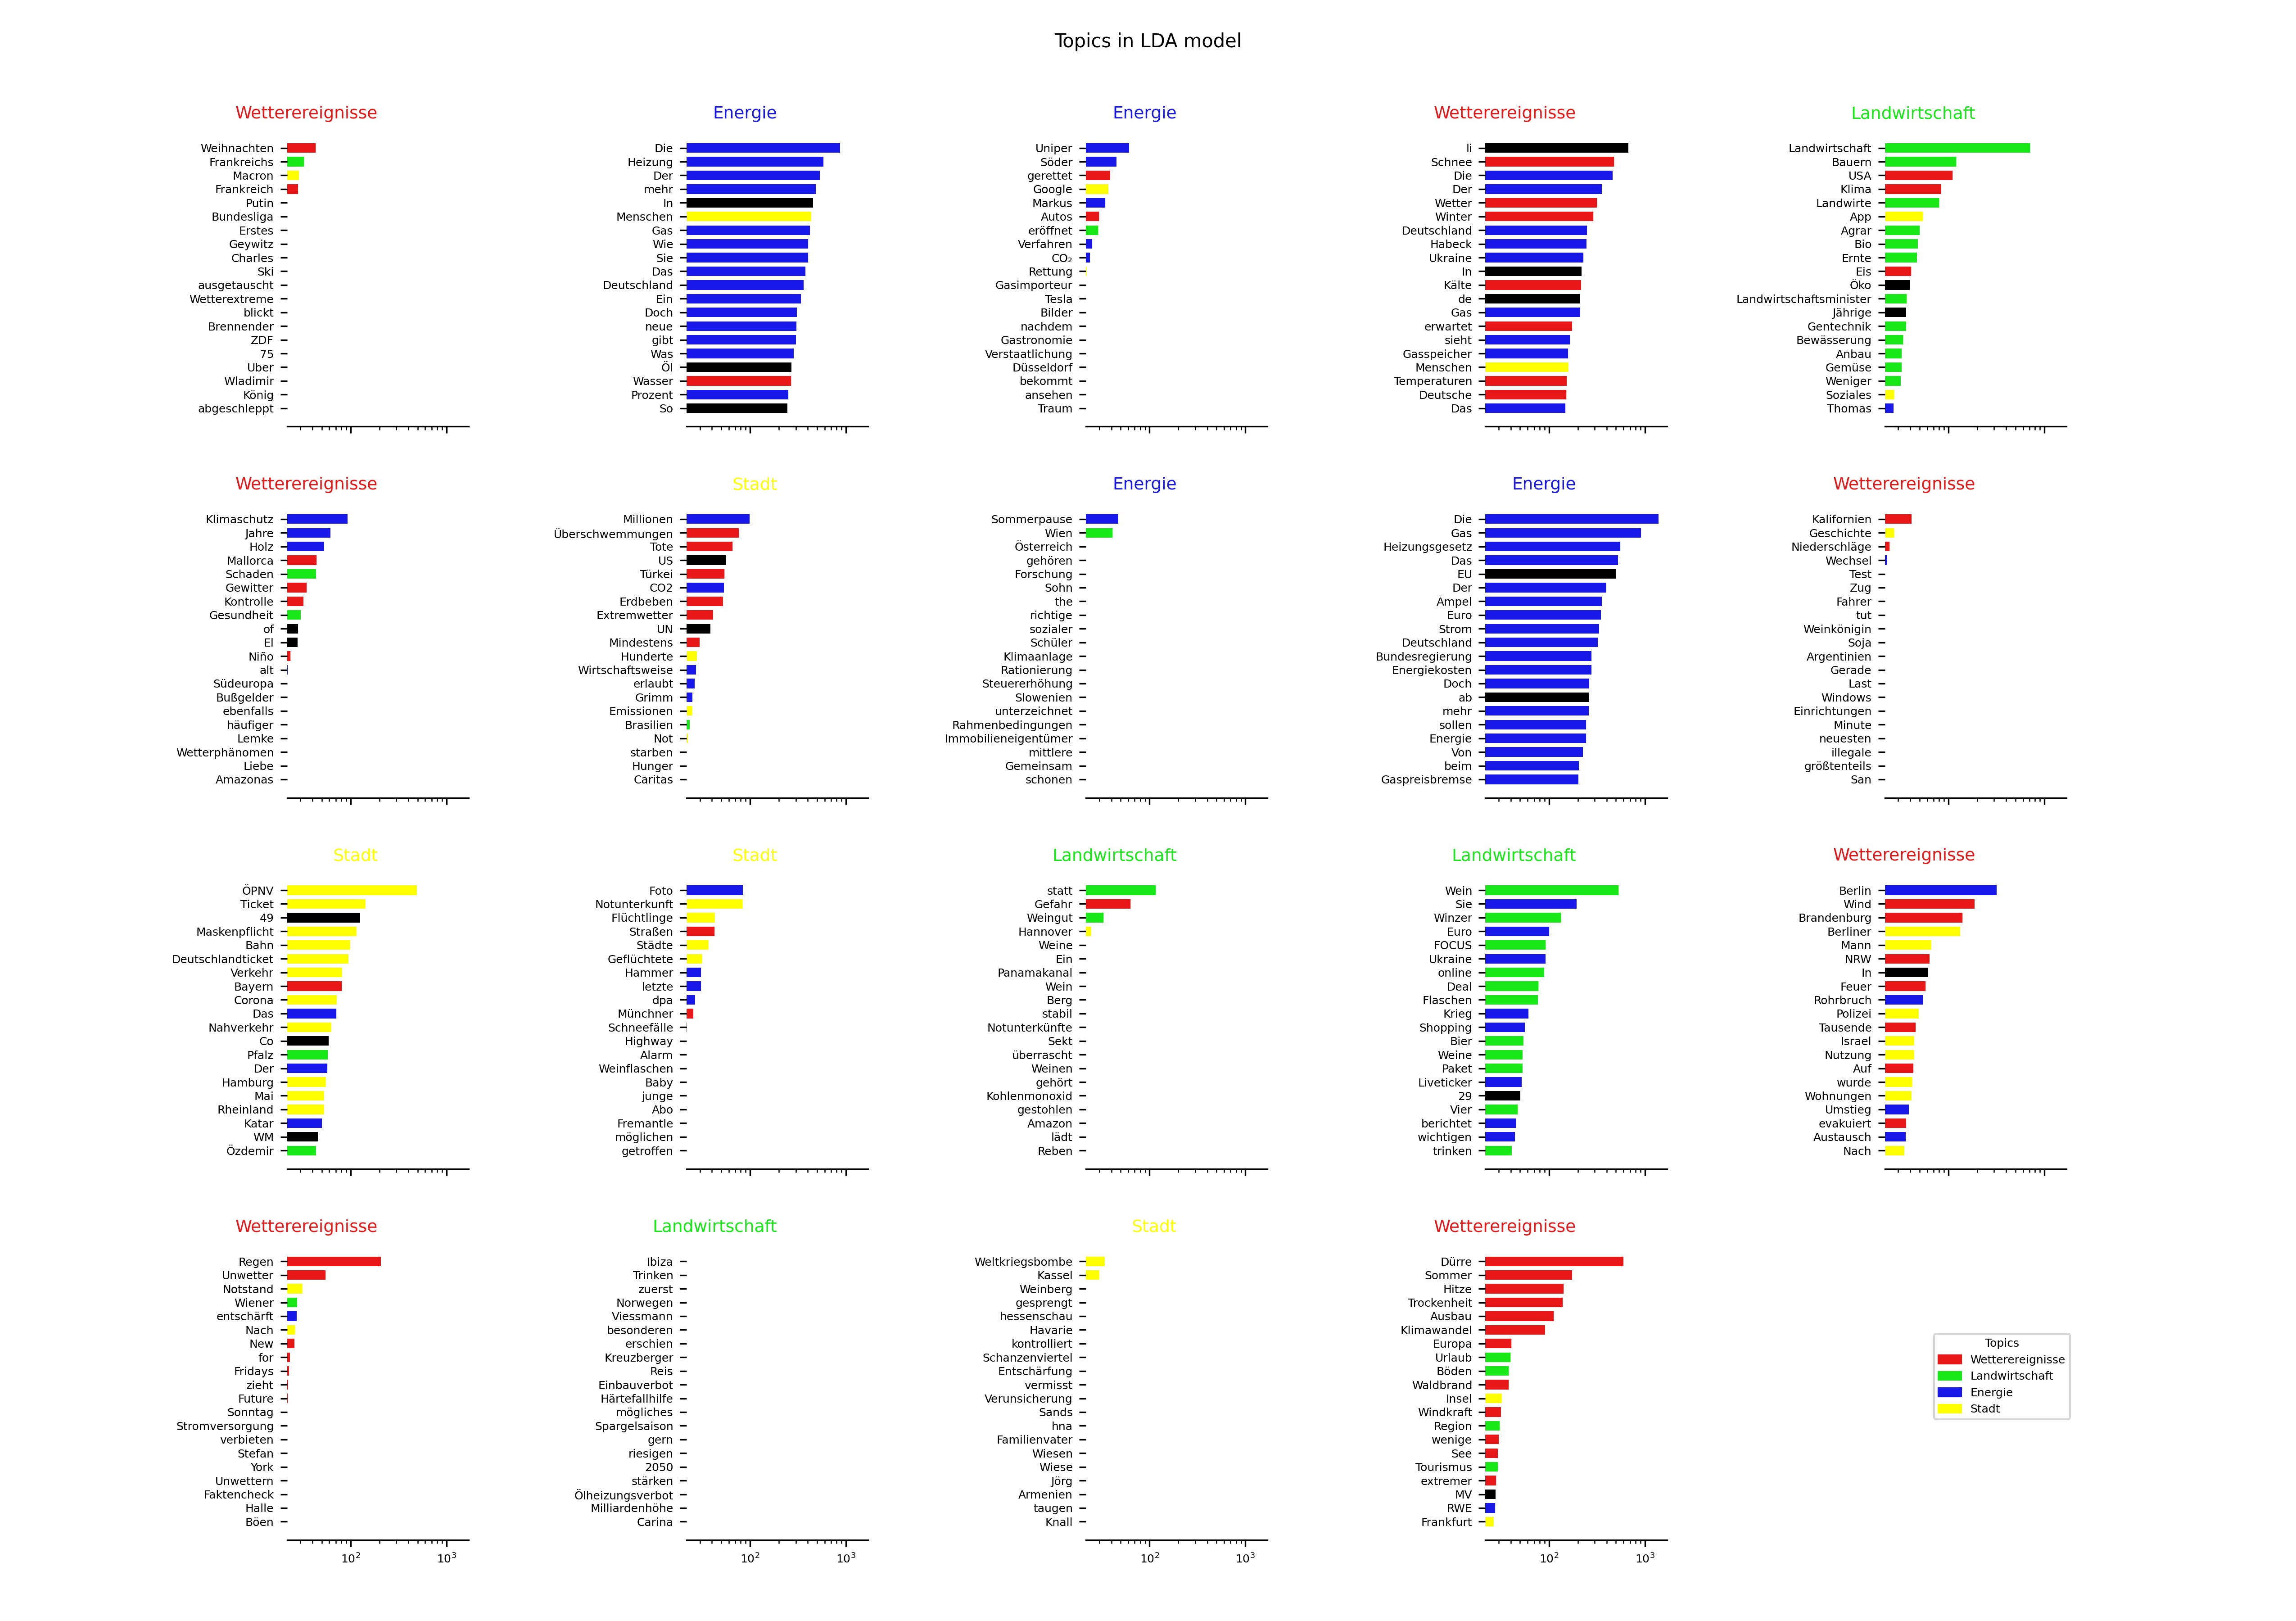 Topics in LDA model
Wetterereignisse
Weihnachten
Frankreichs
Macron
Frankreich
Putin
Bundesliga
Erstes
Geywitz
Charles
Ski
ausgetauscht
Wetterextreme
blickt
Brennender
ZDF
75
Uber
Wladimir
König
abgeschleppt
Energie
Die
Heizung
Der
mehr
In
Menschen
Gas
Wie
Sie
Das
Deutschland
Ein
Doch
neue
gibt
Was
Öl
Wasser
Prozent
So
Energie
Uniper
Söder
gerettet
Google
Markus
Autos
eröffnet
Verfahren
CO₂
Rettung
Gasimporteur
Tesla
Bilder
nachdem
Gastronomie
Verstaatlichung
Düsseldorf
bekommt
ansehen
Traum
Wetterereignisse
li
Schnee
Die
Der
Wetter
Winter
Deutschland
Habeck
Ukraine
In
Kälte
de
Gas
erwartet
sieht
Gasspeicher
Menschen
Temperaturen
Deutsche
Das
Landwirtschaft
Landwirtschaft
Bauern
USA
Klima
Landwirte
App
Agrar
Bio
Ernte
Eis
Öko
Landwirtschaftsminister
Jährige
Gentechnik
Bewässerung
Anbau
Gemüse
Weniger
Soziales
Thomas
Wetterereignisse
Klimaschutz
Jahre
Holz
Mallorca
Schaden
Gewitter
Kontrolle
Gesundheit
of
El
Niño
alt
Südeuropa
Bußgelder
ebenfalls
häufiger
Lemke
Wetterphänomen
Liebe
Amazonas
Stadt
Millionen
Überschwemmungen
Tote
US
Türkei
CO2
Erdbeben
Extremwetter
UN
Mindestens
Hunderte
Wirtschaftsweise
erlaubt
Grimm
Emissionen
Brasilien
Not
starben
Hunger
Caritas
Energie
Sommerpause
Wien
Österreich
gehören
Forschung
Sohn
the
richtige
sozialer
Schüler
Klimaanlage
Rationierung
Steuererhöhung
Slowenien
unterzeichnet
Rahmenbedingungen
Immobilieneigentümer
mittlere
Gemeinsam
schonen
Energie
Die
Gas
Heizungsgesetz
Das
EU
Der
Ampel
Euro
Strom
Deutschland
Bundesregierung
Energiekosten
Doch
ab
mehr
sollen
Energie
Von
beim
Gaspreisbremse
Wetterereignisse
Kalifornien
Geschichte
Niederschläge
Wechsel
Test
Zug
Fahrer
tut
Weinkönigin
Soja
Argentinien
Gerade
Last
Windows
Einrichtungen
Minute
neuesten
illegale
größtenteils
San
Stadt
ÖPNV
Ticket
49
Maskenpflicht
Bahn
Deutschlandticket
Verkehr
Bayern
Corona
Das
Nahverkehr
Co
Pfalz
Der
Hamburg
Mai
Rheinland
Katar
WM
Özdemir
Stadt
Foto
Notunterkunft
Flüchtlinge
Straßen
Städte
Geflüchtete
Hammer
letzte
dpa
Münchner
Schneefälle
Highway
Alarm
Weinflaschen
Baby
junge
Abo
Fremantle
möglichen
getroffen
Landwirtschaft
statt
Gefahr
Weingut
Hannover
Weine
Ein
Panamakanal
Wein
Berg
stabil
Notunterkünfte
Sekt
überrascht
Weinen
gehört
Kohlenmonoxid
gestohlen
Amazon
lädt
Reben
Landwirtschaft
Wein
Sie
Winzer
Euro
FOCUS
Ukraine
online
Deal
Flaschen
Krieg
Shopping
Bier
Weine
Paket
Liveticker
29
Vier
berichtet
wichtigen
trinken
Wetterereignisse
Berlin
Wind
Brandenburg
Berliner
Mann
NRW
In
Feuer
Rohrbruch
Polizei
Tausende
Israel
Nutzung
Auf
wurde
Wohnungen
Umstieg
evakuiert
Austausch
Nach
Wetterereignisse
Regen
Unwetter
Notstand
Wiener
entschärft
Nach
New
for
Fridays
zieht
Future
Sonntag
Stromversorgung
verbieten
Stefan
York
Unwettern
Faktencheck
Halle
Böen
10² 10³
Landwirtschaft
Ibiza
Trinken
zuerst
Norwegen
Viessmann
besonderen
erschien
Kreuzberger
Reis
Einbauverbot
Härtefallhilfe
mögliches
Spargelsaison
gern
riesigen
2050
stärken
Ölheizungsverbot
Milliardenhöhe
Carina
10² 10³
Stadt
Weltkriegsbombe
Kassel
Weinberg
gesprengt
hessenschau
Havarie
kontrolliert
Schanzenviertel
Entschärfung
vermisst
Verunsicherung
Sands
hna
Familienvater
Wiesen
Wiese
Jörg
Armenien
taugen
Knall
10² 10³
Wetterereignisse
Dürre
Sommer
Hitze
Trockenheit
Ausbau
Klimawandel
Europa
Urlaub
Böden
Waldbrand
Insel
Windkraft
Region
wenige
See
Tourismus
extremer
MV
RWE
Frankfurt
10² 10³
Topics
Wetterereignisse
Landwirtschaft
Energie
Stadt